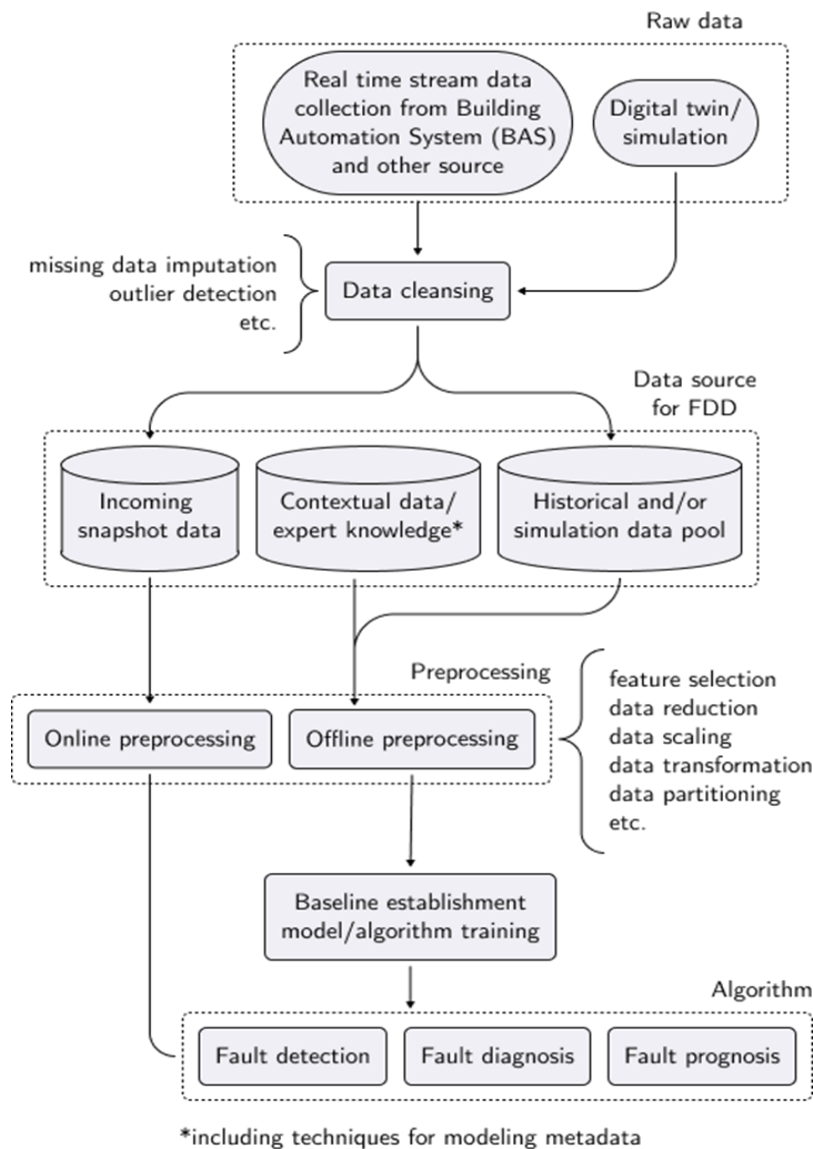 Raw data
Real time stream data
collection from Building
Automation System (BAS)
and other source
Digital twin/
simulation
missing data imputation
outlier detection
etc.
Data cleansing
Data source
for FDD
Incoming
snapshot data
Contextual data/
expert knowledge*
Historical and/or
simulation data pool
Preprocessing
Online preprocessing
Offline preprocessing
feature selection
data reduction
data scaling
data transformation
data partitioning
etc.
Baseline establishment
model/algorithm training
Algorithm
Fault detection
Fault diagnosis
Fault prognosis
*including techniques for modeling metadata